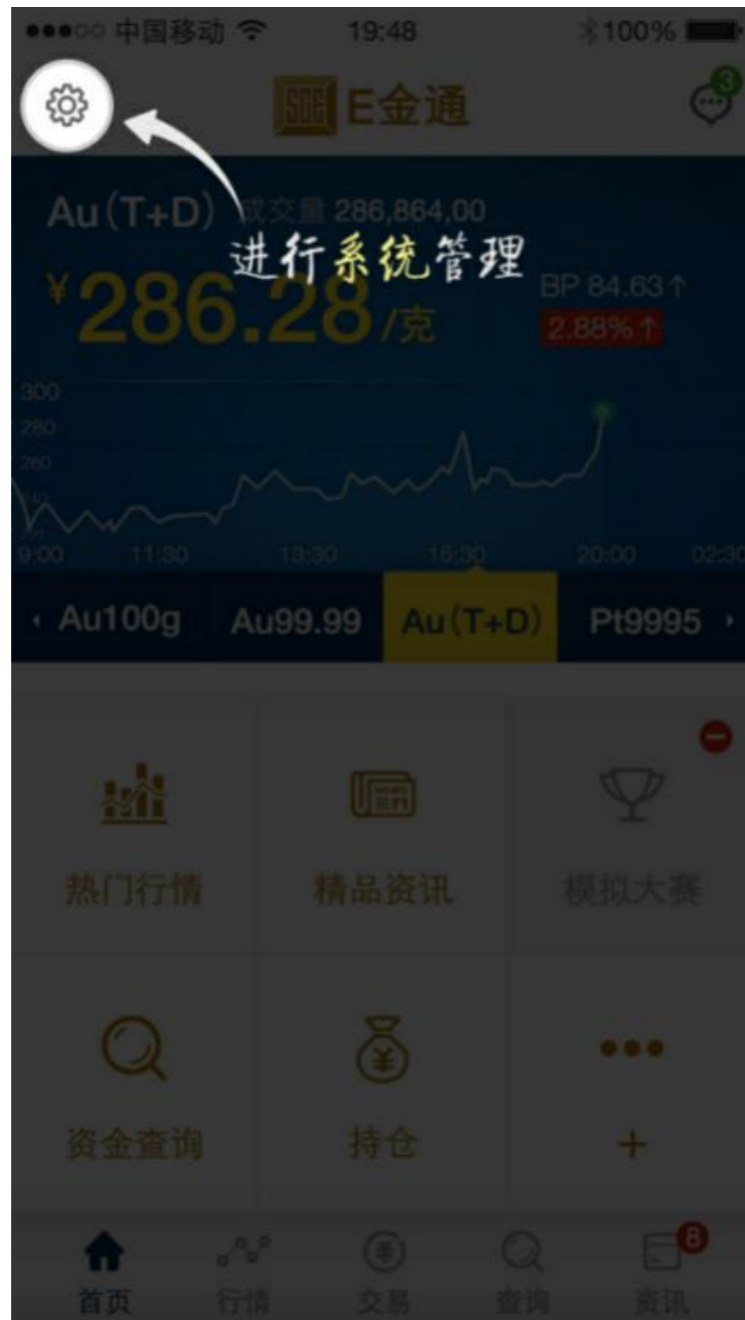 中国移动 19:48 100%
SGE E金通 3
Au(T+D) 成交量 286,864,00
进行系统管理
¥286.28/克
BP 84.63↑
2.88%↑
300
280
260
240
9:00 11:30 13:30 15:30 20:00 02:30
Au100g Au99.99 Au(T+D) Pt9995
NEWS
热门行情 精品资讯 模拟大赛
¥
资金查询 持仓 +
8
首页 行情 交易 查询 资讯